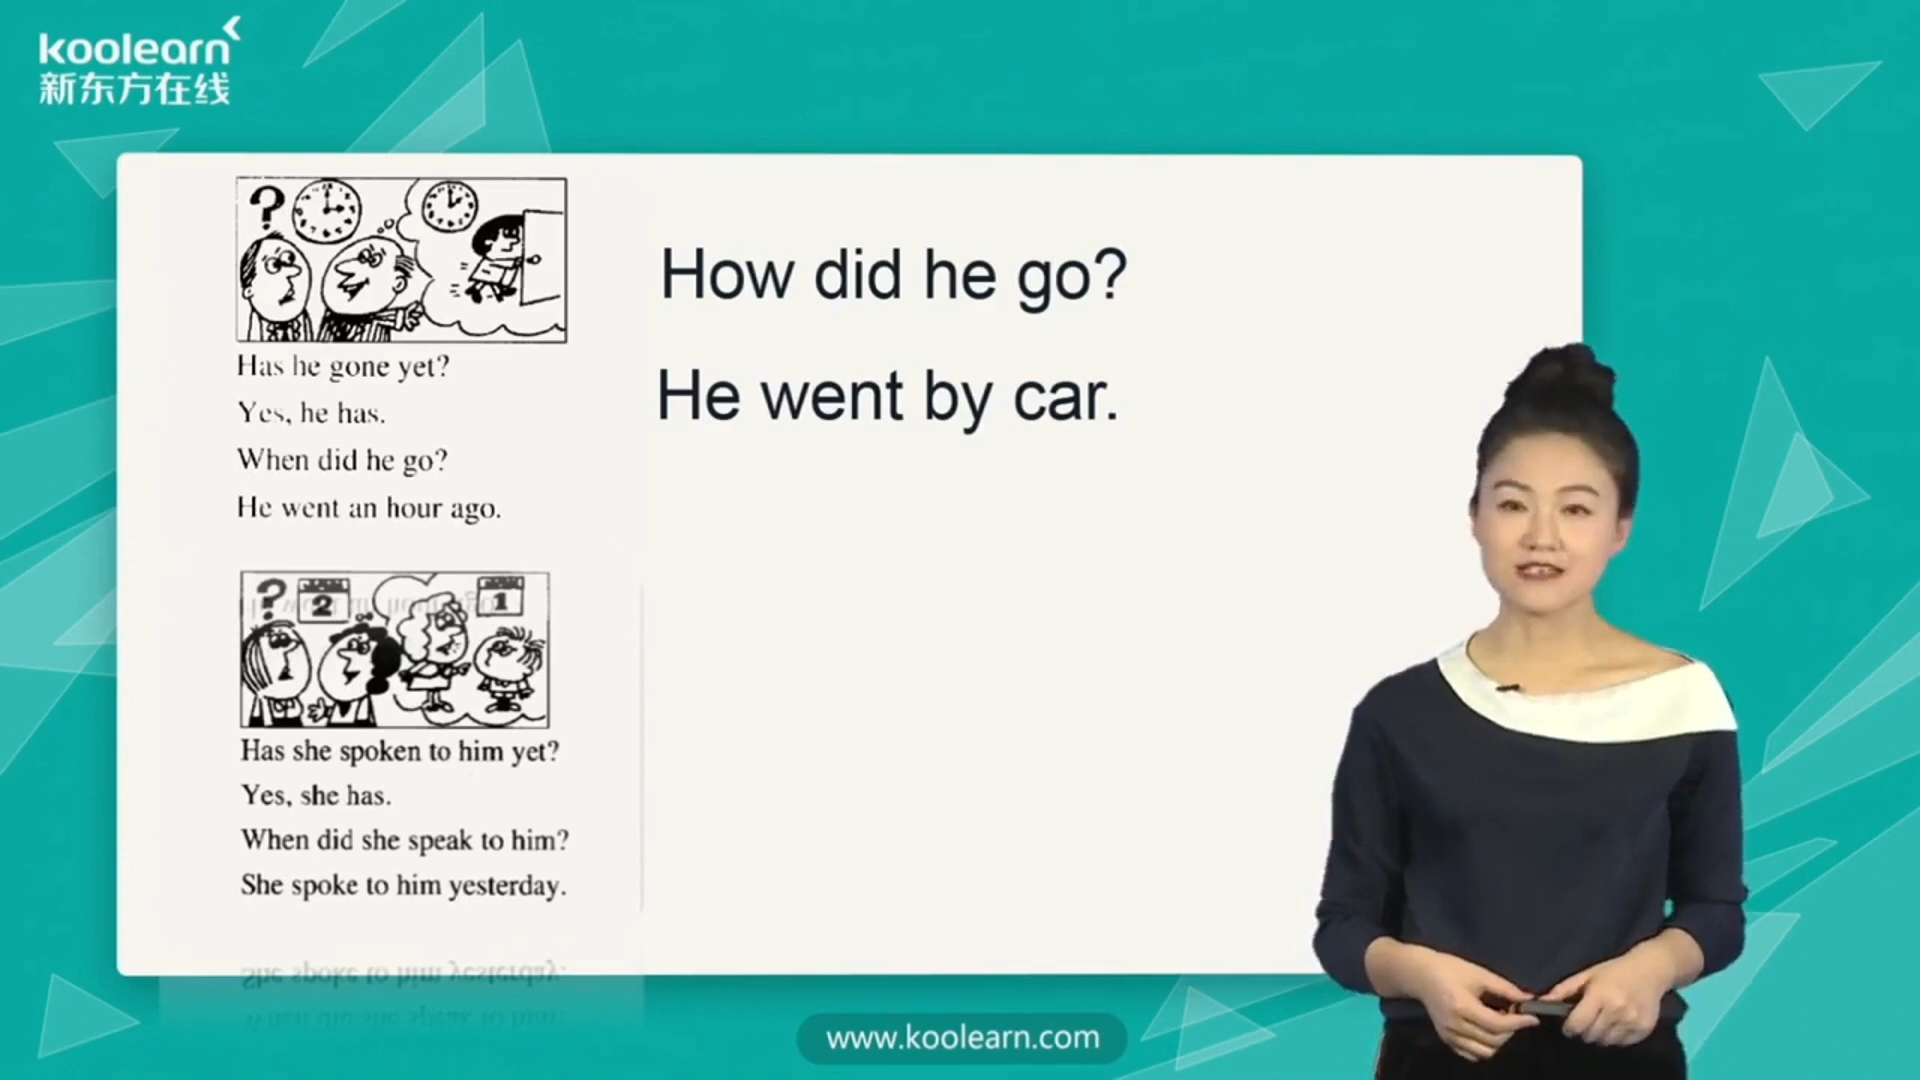 koolearn
新东方在线
?
Has he gone yet?
Yes, he has.
When did he go?
He went an hour ago.
? 2 1
Has she spoken to him yet?
Yes, she has.
When did she speak to him?
She spoke to him yesterday.
How did he go?
He went by car.
www.koolearn.com